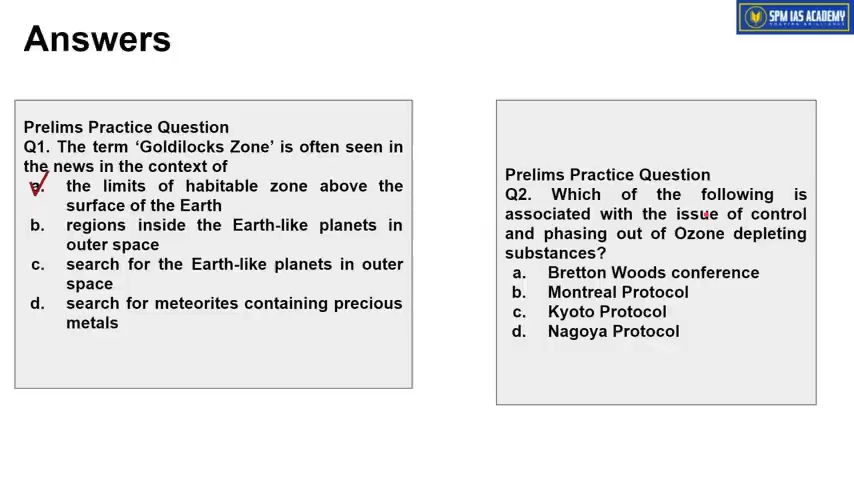 Answers
SPM IAS ACADEMY
Prelims Practice Question
Q1. The term ‘Goldilocks Zone’ is often seen in
the news in the context of
a. the limits of habitable zone above the
surface of the Earth
b. regions inside the Earth-like planets in
outer space
c. search for the Earth-like planets in outer
space
d. search for meteorites containing precious
metals
Prelims Practice Question
Q2. Which of the following is
associated with the issue of control
and phasing out of Ozone depleting
substances?
a. Bretton Woods conference
b. Montreal Protocol
c. Kyoto Protocol
d. Nagoya Protocol